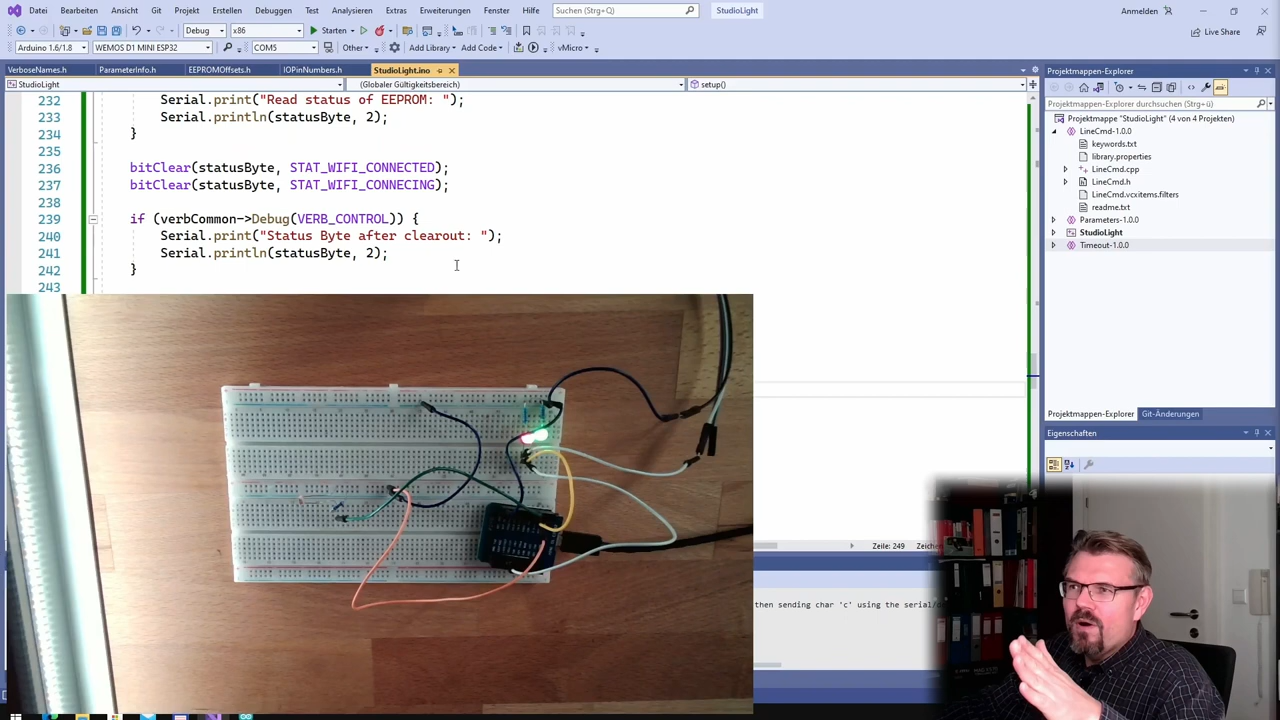 Datei Bearbeiten Ansicht Git Projekt Erstellen Debuggen Test Analysieren Extras Erweiterungen Fenster Hilfe Suchen (Strg+Q) StudioLight Anmelden
Debug x86 Starten Live Share
Arduino 1.6/1.8 WEMOS D1 MINI ESP32 COM5 Other Add Library Add Code vMicro
VerboseNames.h ParameterInfo.h EEPROMOffsets.h IOPinNumbers.h StudioLight.ino
StudioLight (Globaler Gültigkeitsbereich) setup()
232 Serial.print("Read status of EEPROM: ");
233 Serial.println(statusByte, 2);
234 }
235
236 bitClear(statusByte, STAT_WIFI_CONNECTED);
237 bitClear(statusByte, STAT_WIFI_CONNECING);
238
239 if (verbCommon->Debug(VERB_CONTROL)) {
240 Serial.print("Status Byte after clearout: ");
241 Serial.println(statusByte, 2);
242 }
243
Zeile: 249 Zeichen
then sending char 'c' using the serial/d
Projektmappen-Explorer
Projektmappen-Explorer durchsuchen (Strg+ü)
Projektmappe "StudioLight" (4 von 4 Projekten)
LineCmd-1.0.0
keywords.txt
library.properties
LineCmd.cpp
LineCmd.h
LineCmd.vcxitems.filters
readme.txt
Parameters-1.0.0
StudioLight
Timeout-1.0.0
Projektmappen-Explorer Git-Änderungen
Eigenschaften